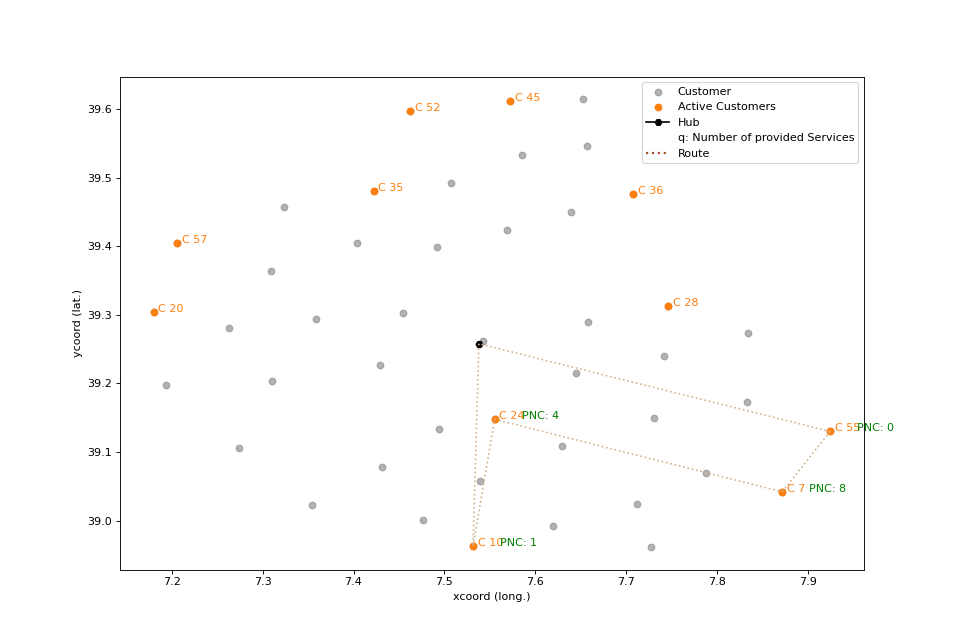 Customer
Active Customers
Hub
q: Number of provided Services
Route
C 52
C 45
C 35
C 36
C 57
C 20
C 28
C 24 PNC: 4
C 55 PNC: 0
C 7 PNC: 8
C 10 PNC: 1
39.6
39.5
39.4
39.3
39.2
39.1
39.0
ycoord (lat.)
7.2 7.3 7.4 7.5 7.6 7.7 7.8 7.9
xcoord (long.)